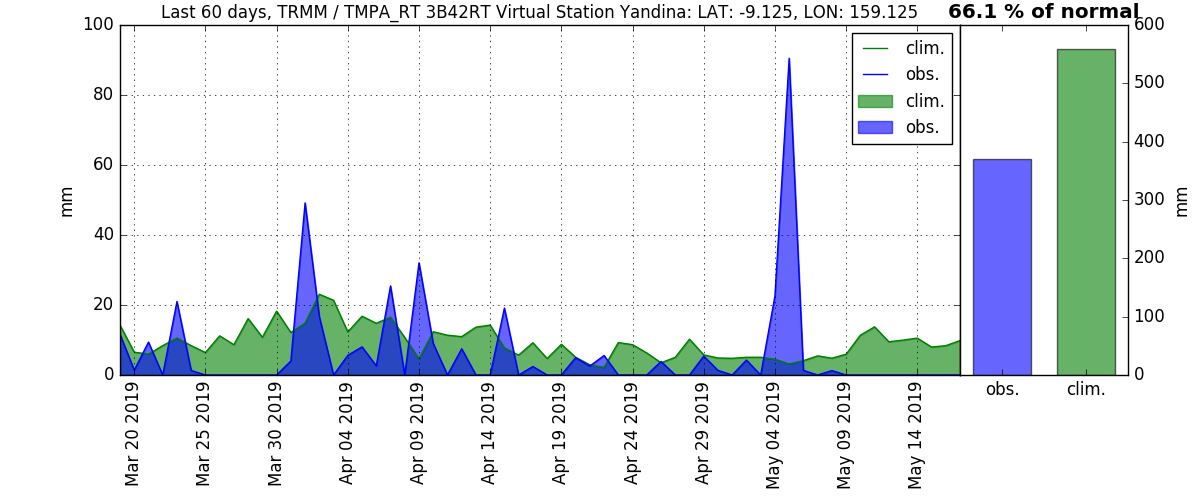 Last 60 days, TRMM / TMPA_RT 3B42RT Virtual Station Yandina: LAT: -9.125, LON: 159.125
66.1 % of normal
100
80
60
40
20
0
mm
clim.
obs.
clim.
obs.
Mar 20 2019
Mar 25 2019
Mar 30 2019
Apr 04 2019
Apr 09 2019
Apr 14 2019
Apr 19 2019
Apr 24 2019
Apr 29 2019
May 04 2019
May 09 2019
May 14 2019
600
500
400
300
200
100
0
mm
obs.
clim.